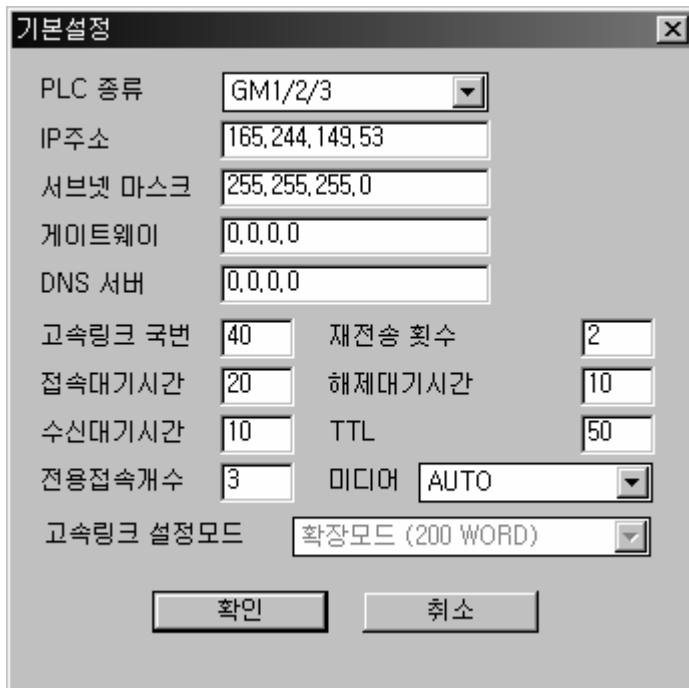 기본설정
PLC 종류 GM1/2/3
IP주소 165,244,149,53
서브넷 마스크 255,255,255,0
게이트웨이 0,0,0,0
DNS 서버 0,0,0,0
고속링크 국번 40 재전송 횟수 2
접속대기시간 20 해제대기시간 10
수신대기시간 10 TTL 50
전용접속개수 3 미디어 AUTO
고속링크 설정모드 확장모드 (200 WORD)
확인 취소